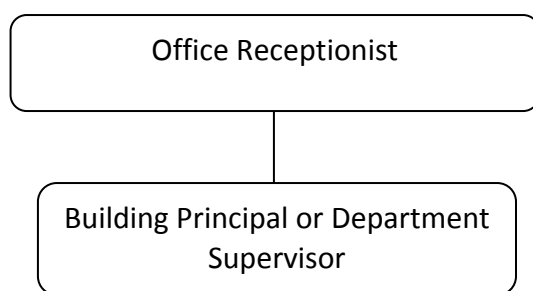 Office Receptionist
Building Principal or Department
Supervisor